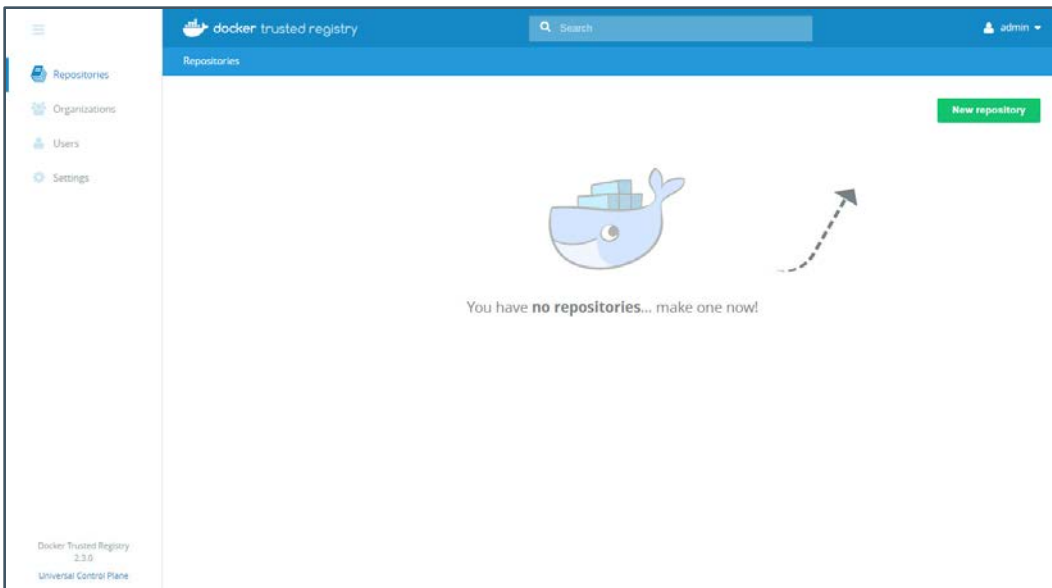 docker trusted registry
Search
admin
Repositories
Repositories
Organizations
Users
Settings
New repository
You have no repositories... make one now!
Docker Trusted Registry
2.3.0
Universal Control Plane